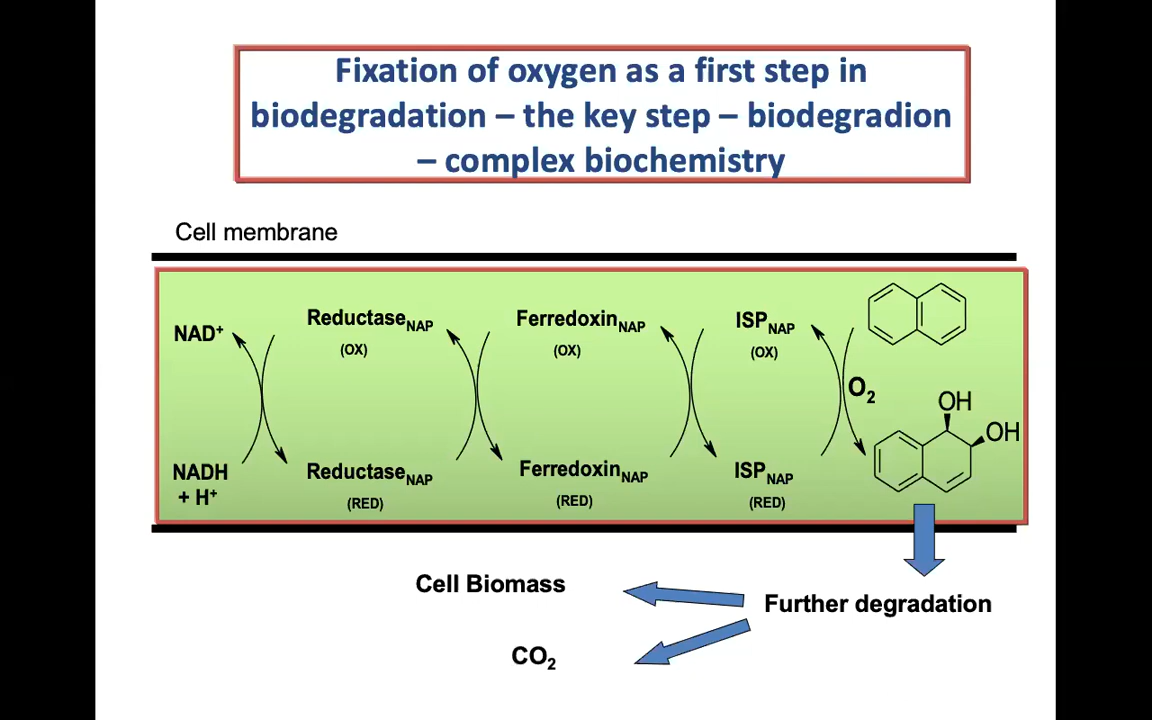 Fixation of oxygen as a first step in
biodegradation – the key step – biodegradion
– complex biochemistry
Cell membrane
NAD⁺
Reductase NAP
(OX)
Ferredoxin NAP
(OX)
ISP NAP
(OX)
O₂
OH
OH
NADH
+ H⁺
Reductase NAP
(RED)
Ferredoxin NAP
(RED)
ISP NAP
(RED)
Cell Biomass
Further degradation
CO₂